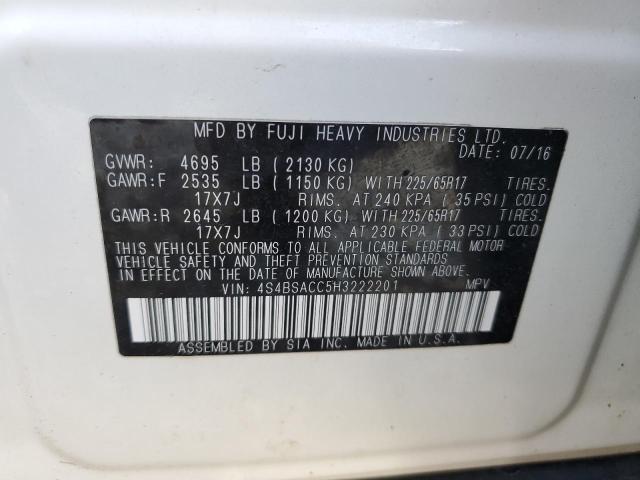 MFD BY FUJI HEAVY INDUSTRIES LTD.
DATE: 07/16
GVWR: 4695 LB (2130 KG)
GAWR:F 2535 LB (1150 KG) WITH 225/65R17 TIRES.
17X7J RIMS. AT 240 KPA (35 PSI) COLD
GAWR:R 2645 LB (1200 KG) WITH 225/65R17 TIRES.
17X7J RIMS. AT 230 KPA (33 PSI) COLD
THIS VEHICLE CONFORMS TO ALL APPLICABLE FEDERAL MOTOR
VEHICLE SAFETY AND THEFT PREVENTION STANDARDS
IN EFFECT ON THE DATE OF MANUFACTURE SHOWN ABOVE.
VIN: 4S4BSACC5H3222201 MPV
ASSEMBLED BY SIA INC. MADE IN U.S.A.